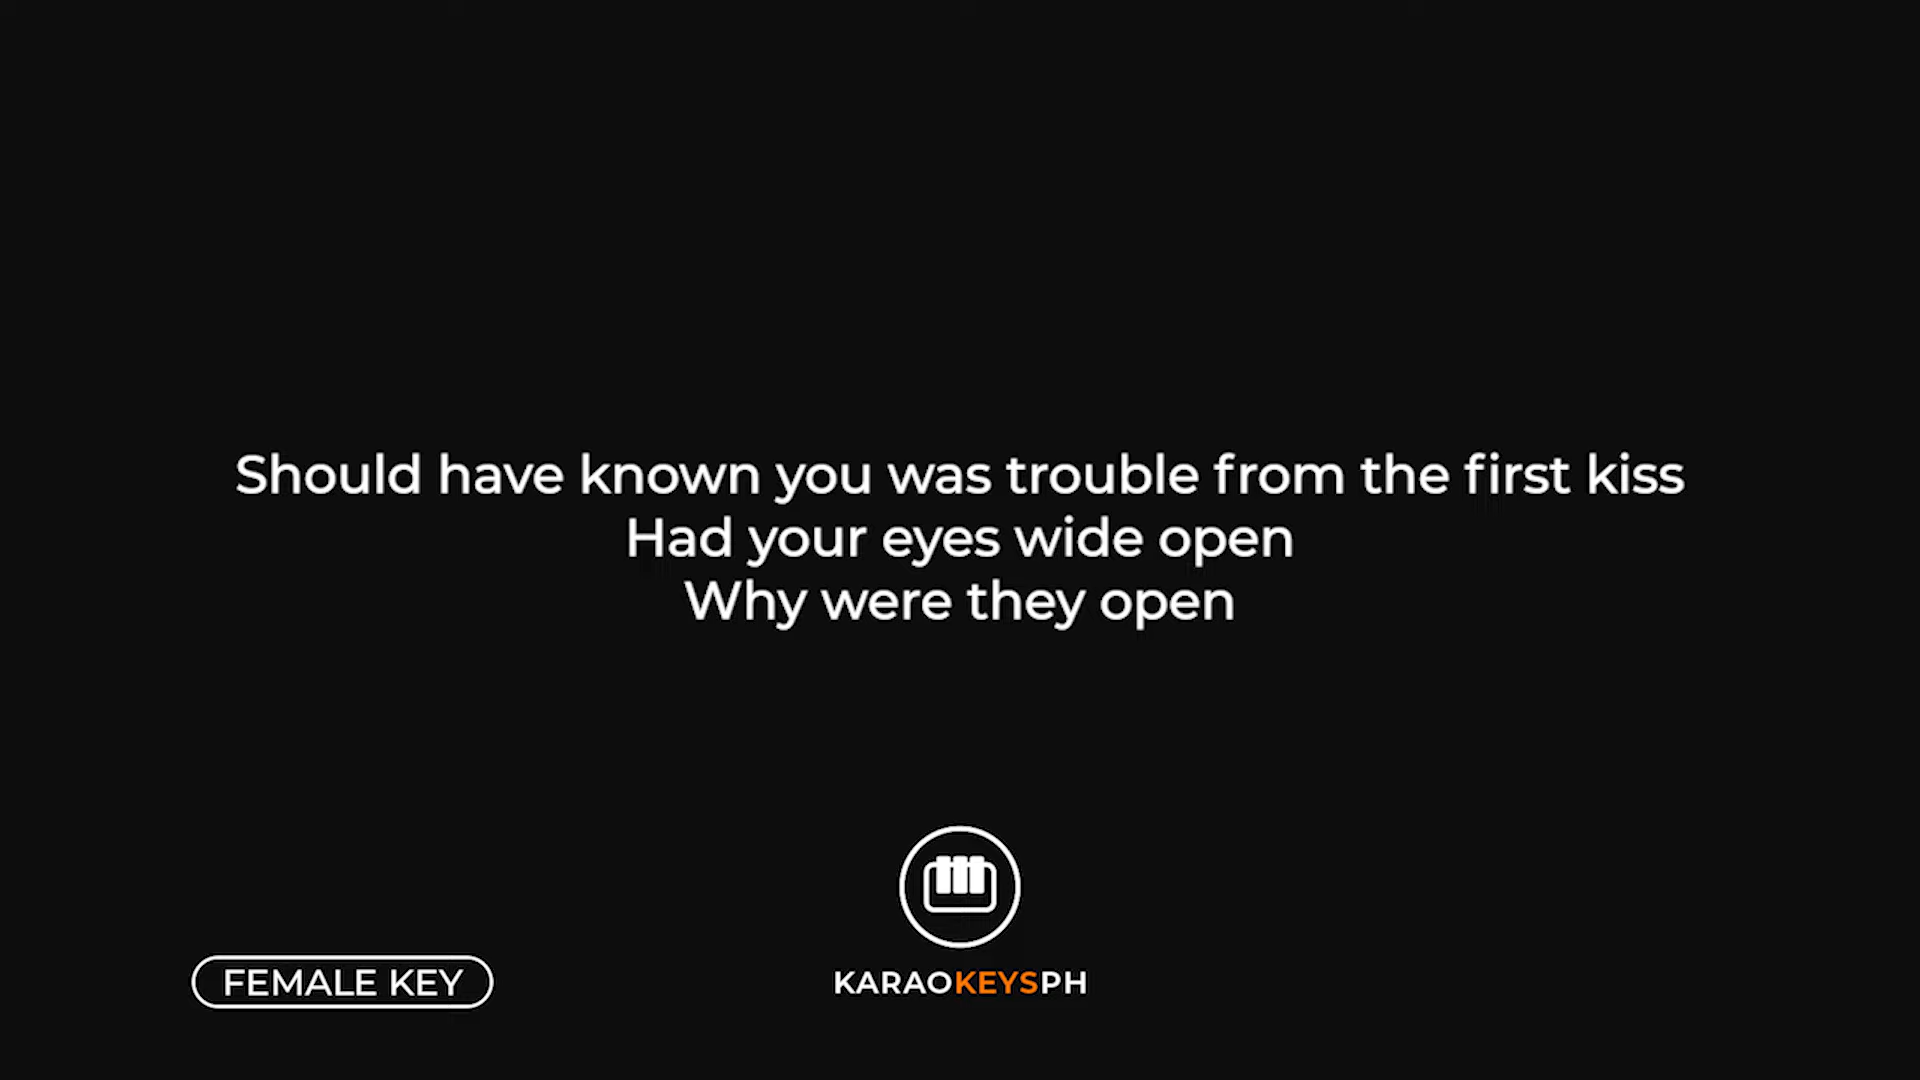 Should have known you was trouble from the first kiss
Had your eyes wide open
Why were they open
FEMALE KEY
KARAOKEYSPH